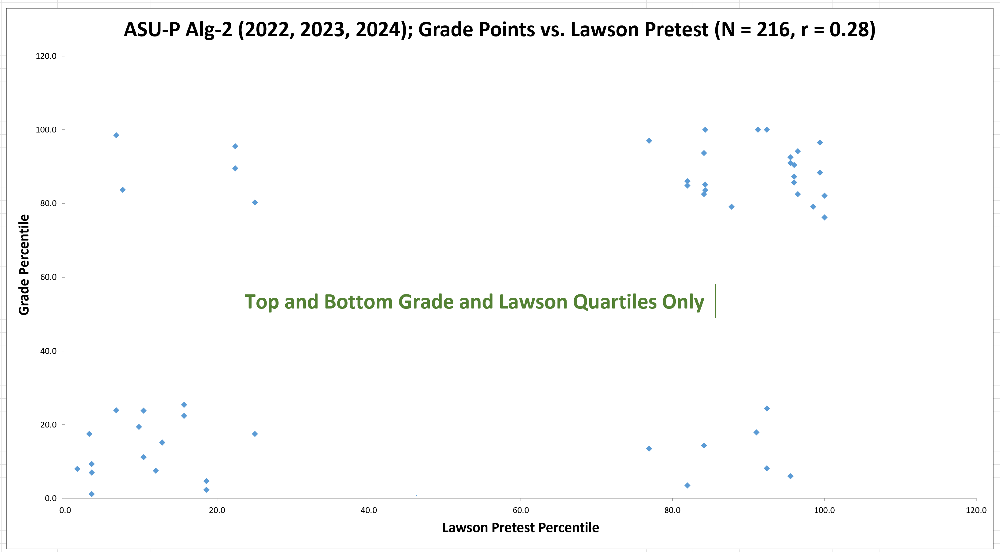 ASU-P Alg-2 (2022, 2023, 2024); Grade Points vs. Lawson Pretest (N = 216, r = 0.28)
120.0
100.0
80.0
60.0
40.0
20.0
0.0
Grade Percentile
Top and Bottom Grade and Lawson Quartiles Only
0.0 20.0 40.0 60.0 80.0 100.0 120.0
Lawson Pretest Percentile